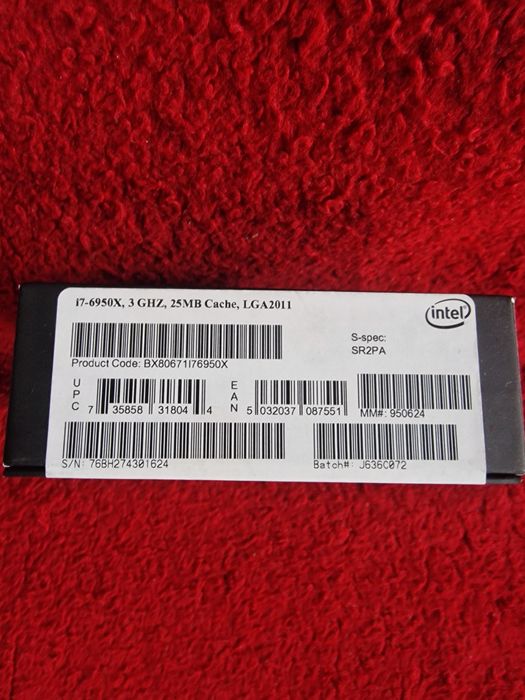 i7-6950X, 3 GHZ, 25MB Cache, LGA2011
intel
S-spec:
SR2PA
Product Code: BX80671I76950X
UPC 7 35858 31804 4
EAN 5 032037 087551
MM#: 950624
S/N: 76BH274301624
Batch#: J636C072